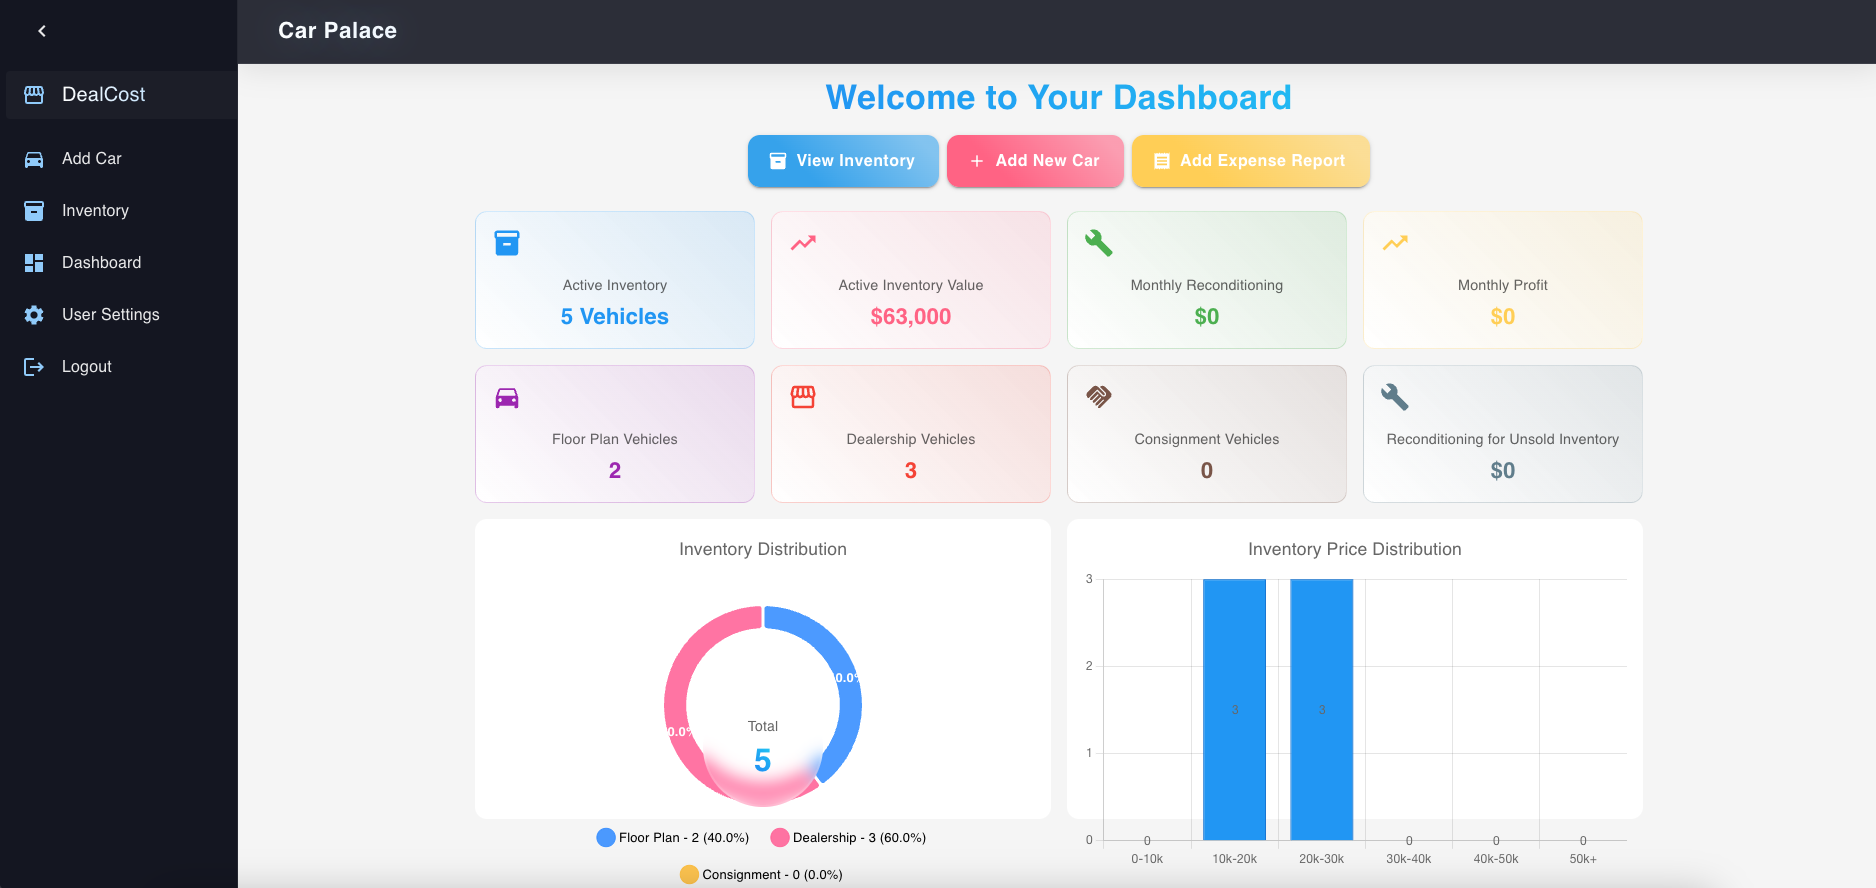 Car Palace
DealCost
Add Car
Inventory
Dashboard
User Settings
Logout
Welcome to Your Dashboard
View Inventory
Add New Car
Add Expense Report
Active Inventory
5 Vehicles
Active Inventory Value
$63,000
Monthly Reconditioning
$0
Monthly Profit
$0
Floor Plan Vehicles
2
Dealership Vehicles
3
Consignment Vehicles
0
Reconditioning for Unsold Inventory
$0
Inventory Distribution
0.0%
0.0%
Total
5
Floor Plan - 2 (40.0%)
Dealership - 3 (60.0%)
Consignment - 0 (0.0%)
Inventory Price Distribution
3
2
1
0
0
3
3
0
0
0
0-10k
10k-20k
20k-30k
30k-40k
40k-50k
50k+